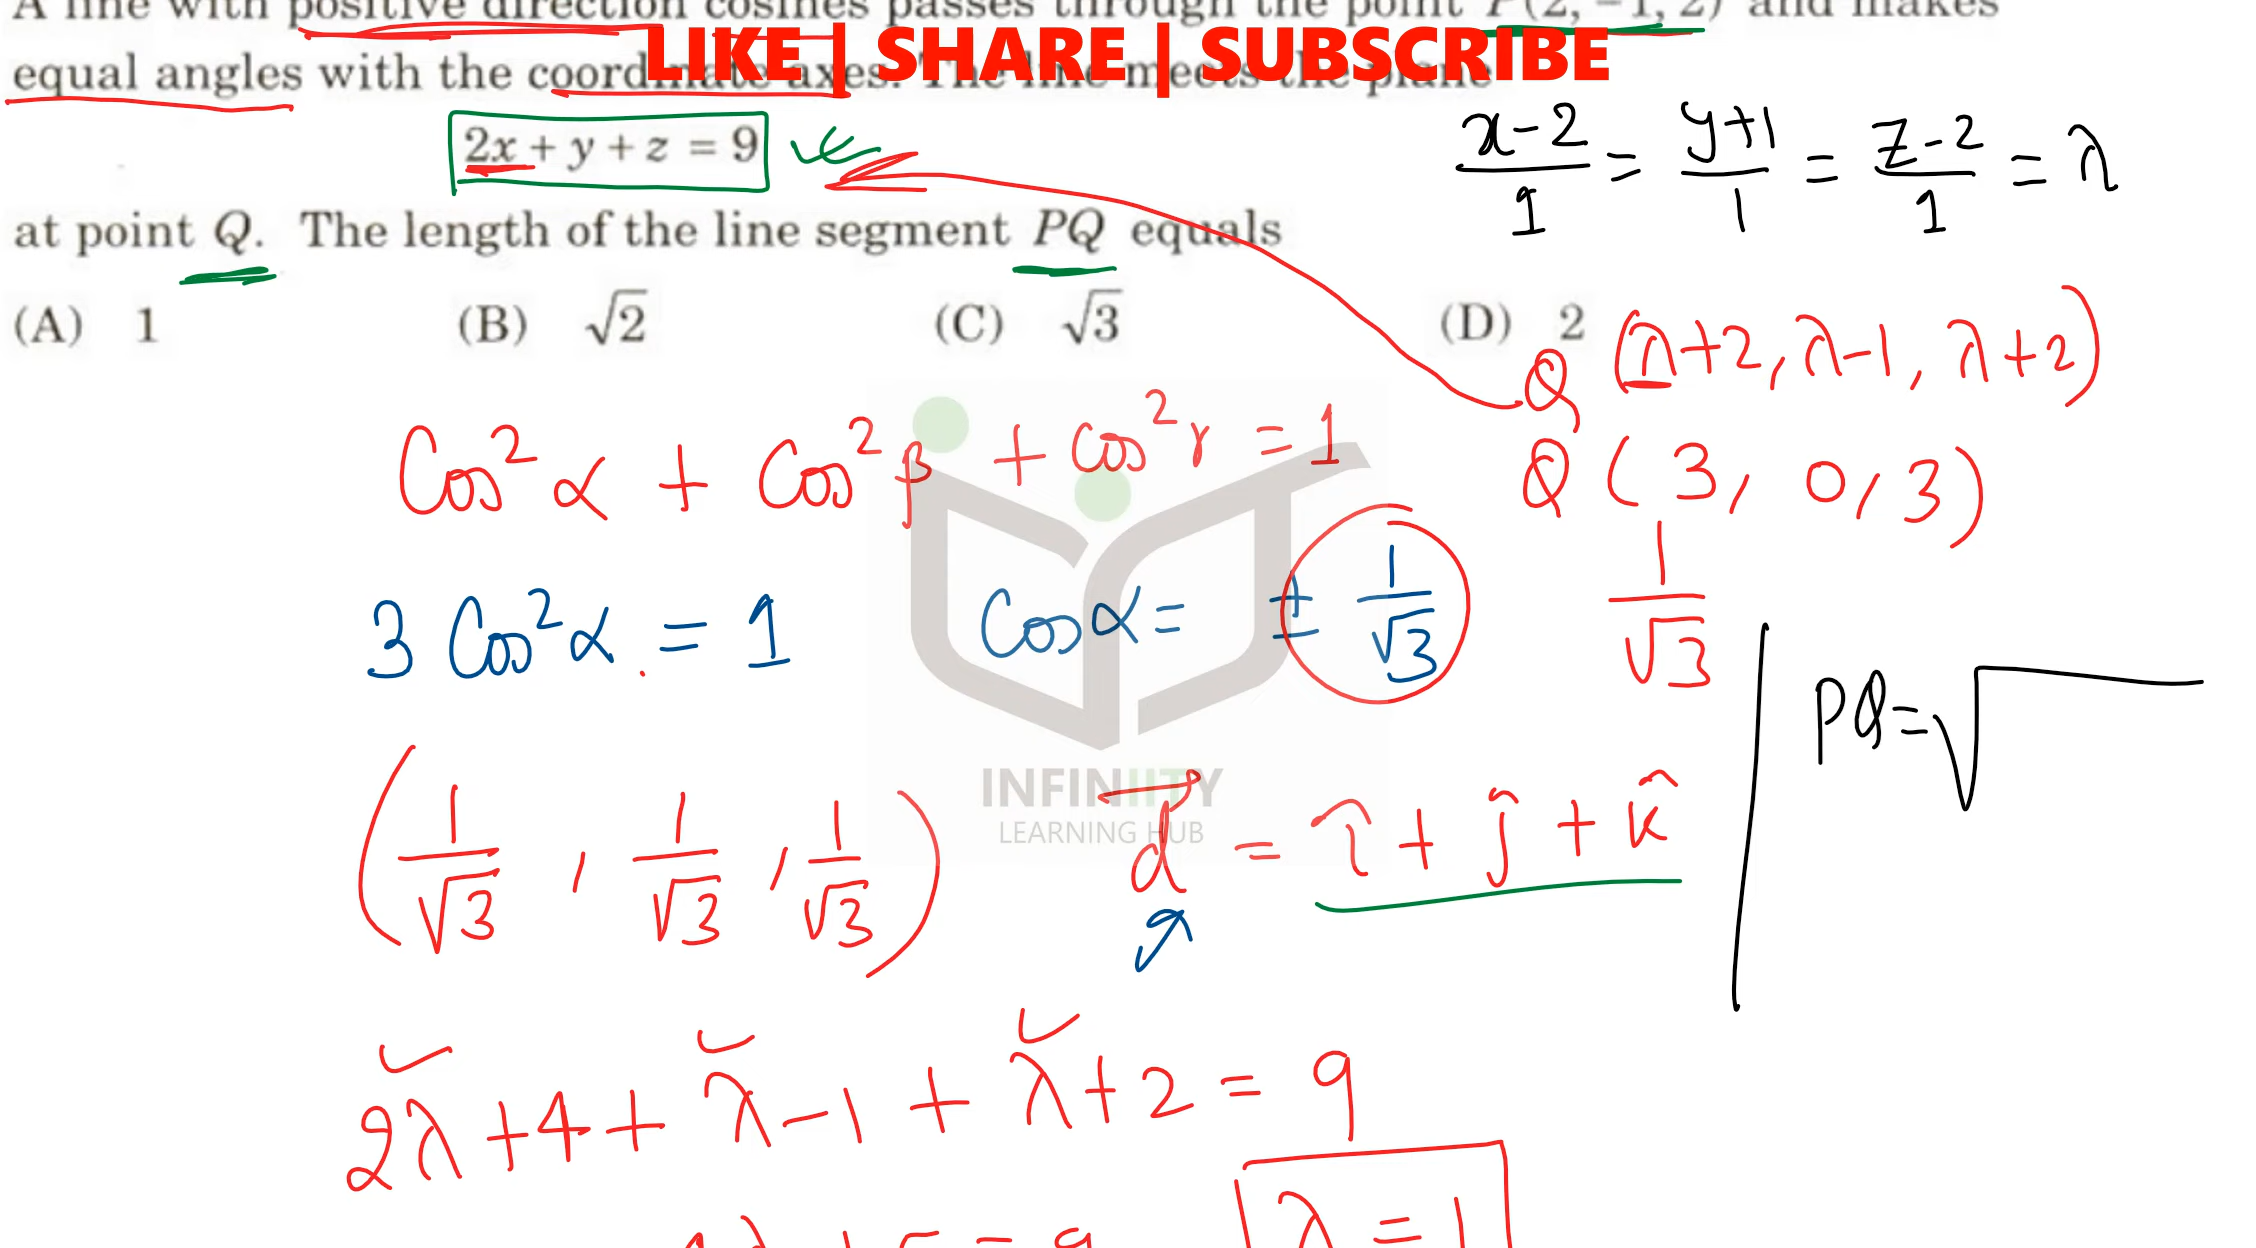 A line with positive direction cosines passes through the point P(2, −1, 2) and makes
LIKE | SHARE | SUBSCRIBE
equal angles with the coordinate axes. The line meets the plane
2x + y + z = 9
(x-2)/1 = (y+1)/1 = (z-2)/1 = λ
at point Q. The length of the line segment PQ equals
(A) 1 (B) √2 (C) √3 (D) 2
Q (λ+2, λ-1, λ+2)
Cos²α + Cos²β + Cos²γ = 1
Q (3, 0, 3)
3 Cos²α = 1 Cosα = ± 1/√3
1/√3
PQ = √
INFINIITY
LEARNING HUB
(1/√3, 1/√3, 1/√3) d⃗ = î + ĵ + k̂
2λ+4+λ-1+λ+2 = 9
λ = 1